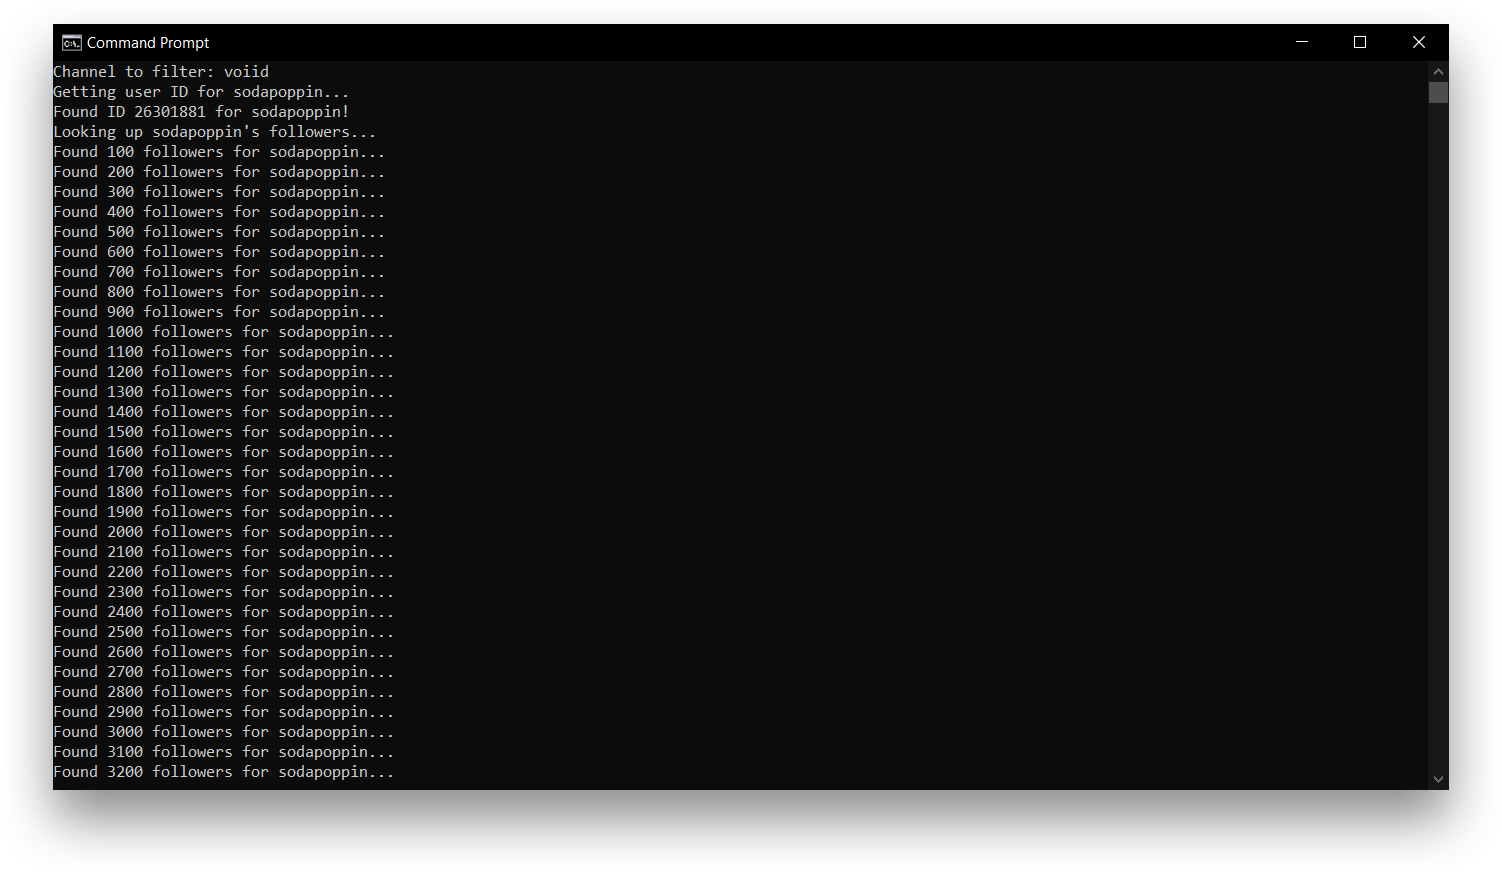 Command Prompt
Channel to filter: voiid
Getting user ID for sodapoppin...
Found ID 26301881 for sodapoppin!
Looking up sodapoppin's followers...
Found 100 followers for sodapoppin...
Found 200 followers for sodapoppin...
Found 300 followers for sodapoppin...
Found 400 followers for sodapoppin...
Found 500 followers for sodapoppin...
Found 600 followers for sodapoppin...
Found 700 followers for sodapoppin...
Found 800 followers for sodapoppin...
Found 900 followers for sodapoppin...
Found 1000 followers for sodapoppin...
Found 1100 followers for sodapoppin...
Found 1200 followers for sodapoppin...
Found 1300 followers for sodapoppin...
Found 1400 followers for sodapoppin...
Found 1500 followers for sodapoppin...
Found 1600 followers for sodapoppin...
Found 1700 followers for sodapoppin...
Found 1800 followers for sodapoppin...
Found 1900 followers for sodapoppin...
Found 2000 followers for sodapoppin...
Found 2100 followers for sodapoppin...
Found 2200 followers for sodapoppin...
Found 2300 followers for sodapoppin...
Found 2400 followers for sodapoppin...
Found 2500 followers for sodapoppin...
Found 2600 followers for sodapoppin...
Found 2700 followers for sodapoppin...
Found 2800 followers for sodapoppin...
Found 2900 followers for sodapoppin...
Found 3000 followers for sodapoppin...
Found 3100 followers for sodapoppin...
Found 3200 followers for sodapoppin...